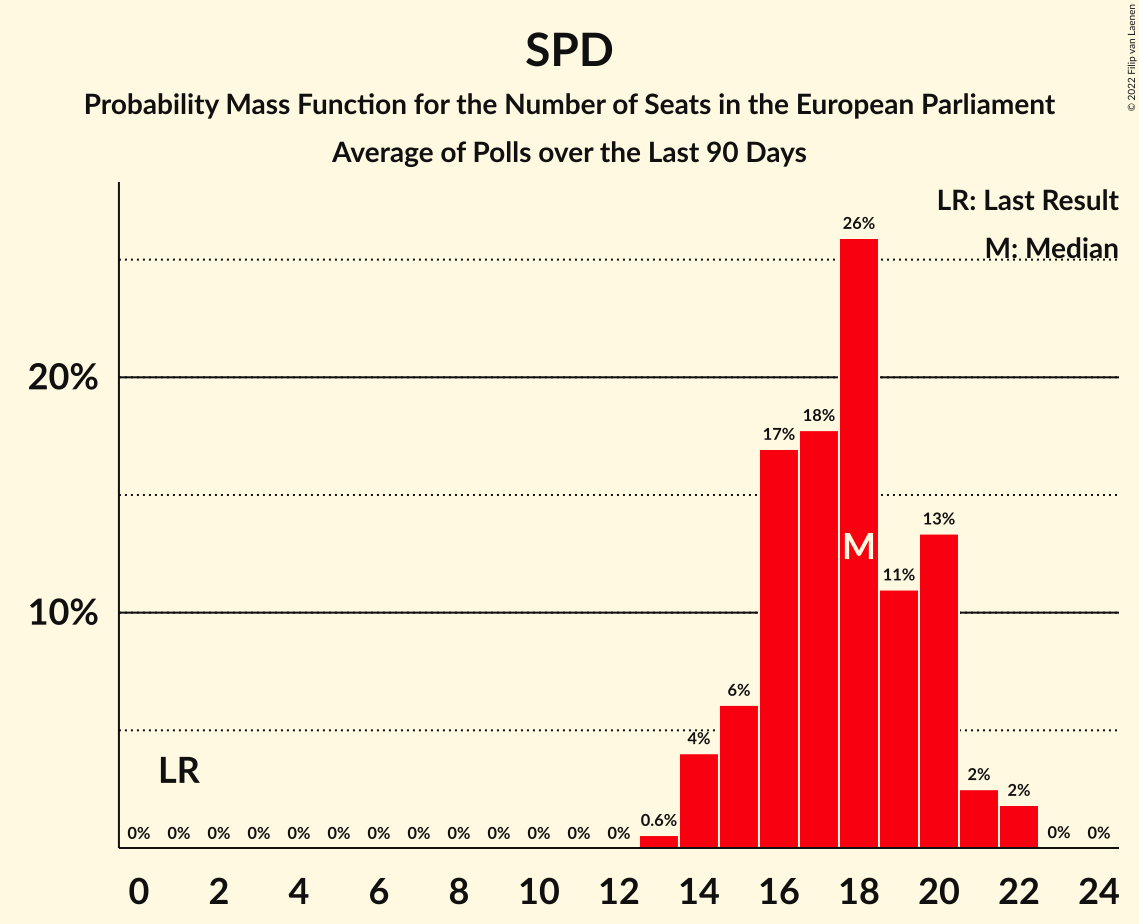 SPD
Probability Mass Function for the Number of Seats in the European Parliament
Average of Polls over the Last 90 Days
© 2022 Filip van Laenen
LR: Last Result
M: Median
26%
20%
18%
17%
M
13%
11%
10%
6%
4%
LR
2%
2%
0% 0% 0% 0% 0% 0% 0% 0% 0% 0% 0% 0% 0% 0.6% 0% 0%
0 2 4 6 8 10 12 14 16 18 20 22 24